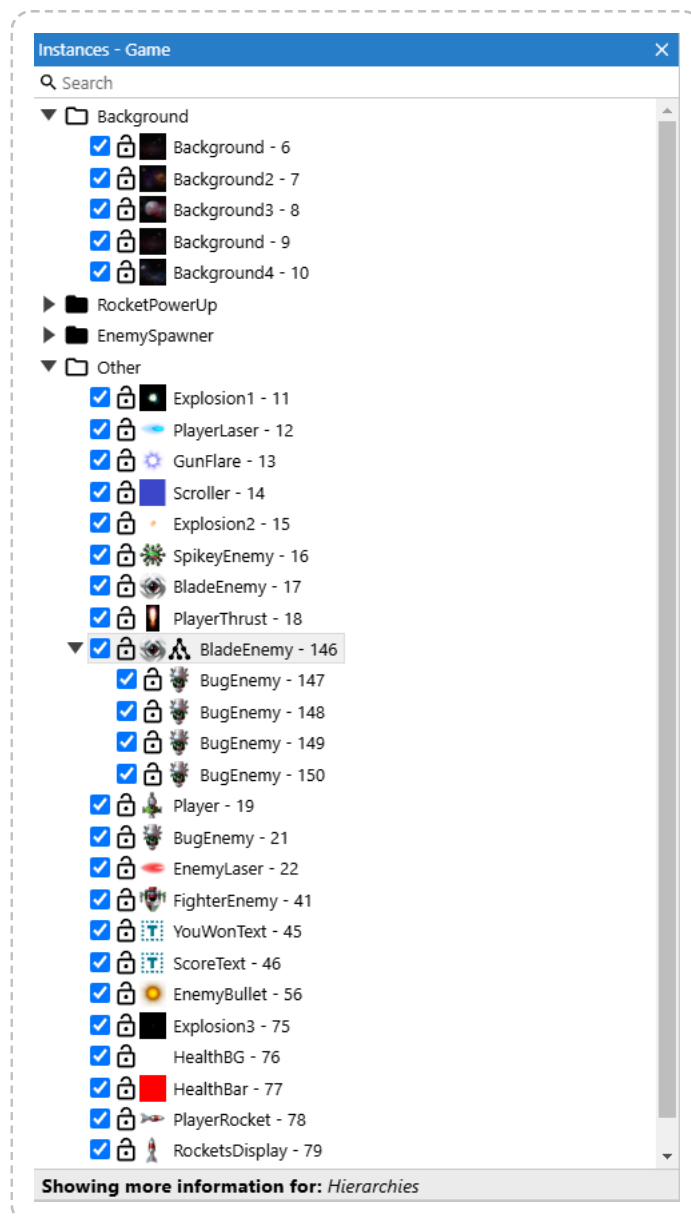 Instances - Game
Search
Background
Background - 6
Background2 - 7
Background3 - 8
Background - 9
Background4 - 10
RocketPowerUp
EnemySpawner
Other
Explosion1 - 11
PlayerLaser - 12
GunFlare - 13
Scroller - 14
Explosion2 - 15
SpikeyEnemy - 16
BladeEnemy - 17
PlayerThrust - 18
BladeEnemy - 146
BugEnemy - 147
BugEnemy - 148
BugEnemy - 149
BugEnemy - 150
Player - 19
BugEnemy - 21
EnemyLaser - 22
FighterEnemy - 41
YouWonText - 45
ScoreText - 46
EnemyBullet - 56
Explosion3 - 75
HealthBG - 76
HealthBar - 77
PlayerRocket - 78
RocketsDisplay - 79
Showing more information for: Hierarchies